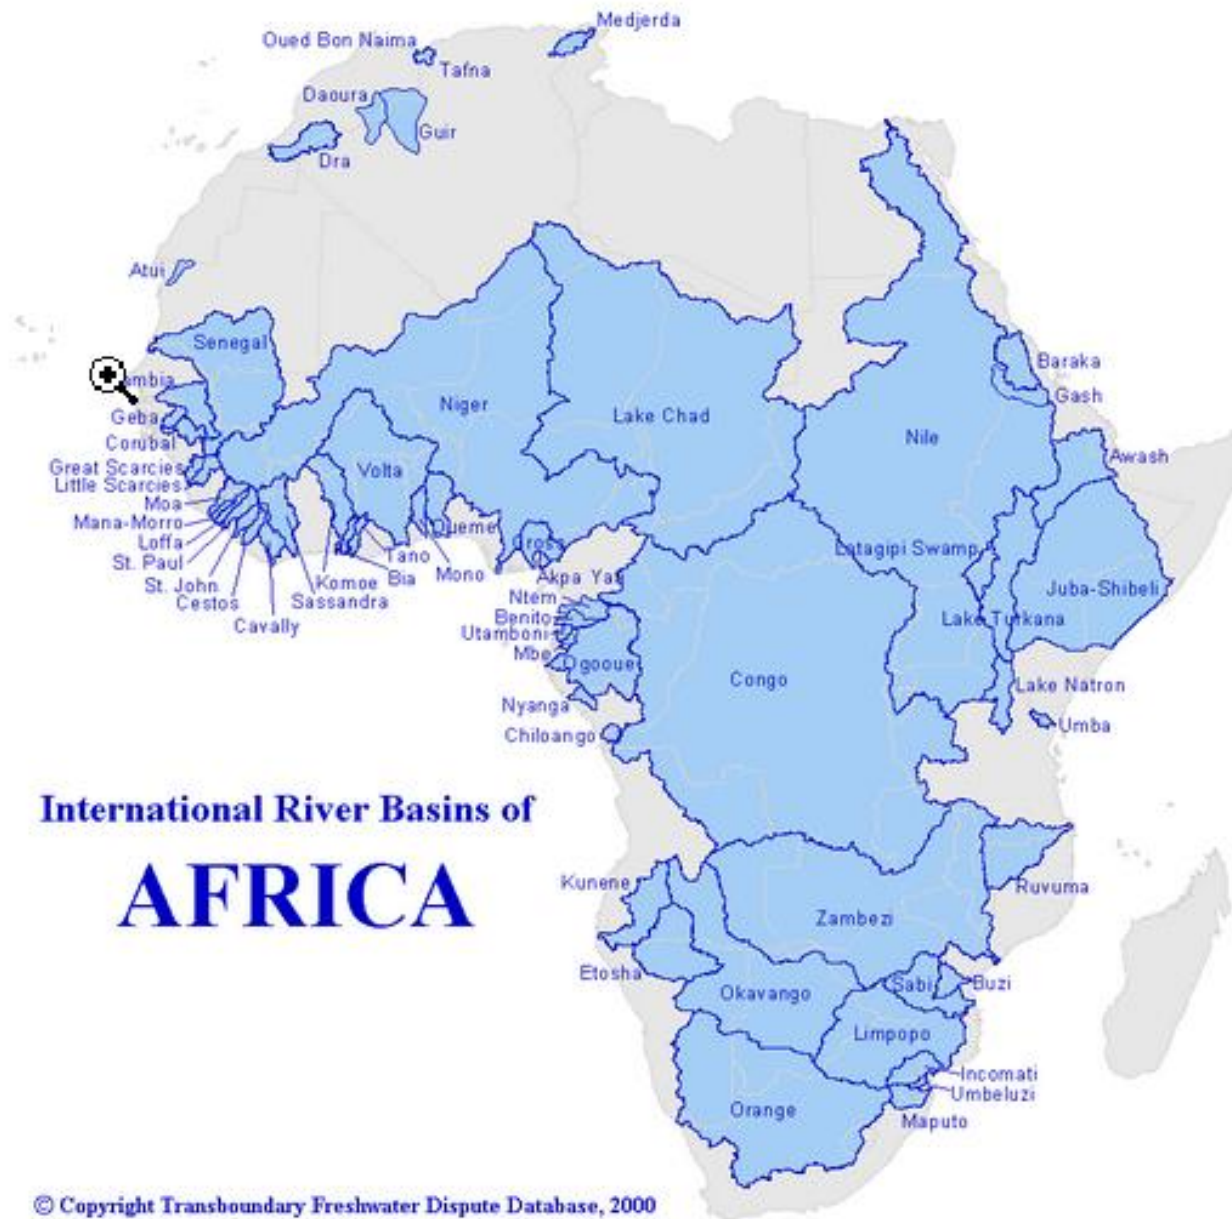 Medjerda
Oued Bon Naima
Tafna
Daoura
Guir
Dra
Atui
Senegal
Baraka
Gash
Geba
Niger
Lake Chad
Nile
Corubal
Awash
Great Scarcies
Volta
Little Scarcies
Moa
Mana-Morro
Loffa
St. Paul
St. John
Cestos
Cavally
Sassandra
Komoe
Bia
Tano
Mono
Oueme
Cross
Akpa Yafi
Lotagipi Swamp
Juba-Shibeli
Lake Turkana
Ntem
Benito
Utamboni
Mbe
Ogooue
Congo
Lake Natron
Nyanga
Umba
Chiloango
International River Basins of
AFRICA
Kunene
Ruvuma
Zambezi
Etosha
Okavango
Sabi
Buzi
Limpopo
Incomati
Umbeluzi
Orange
Maputo
© Copyright Transboundary Freshwater Dispute Database, 2000